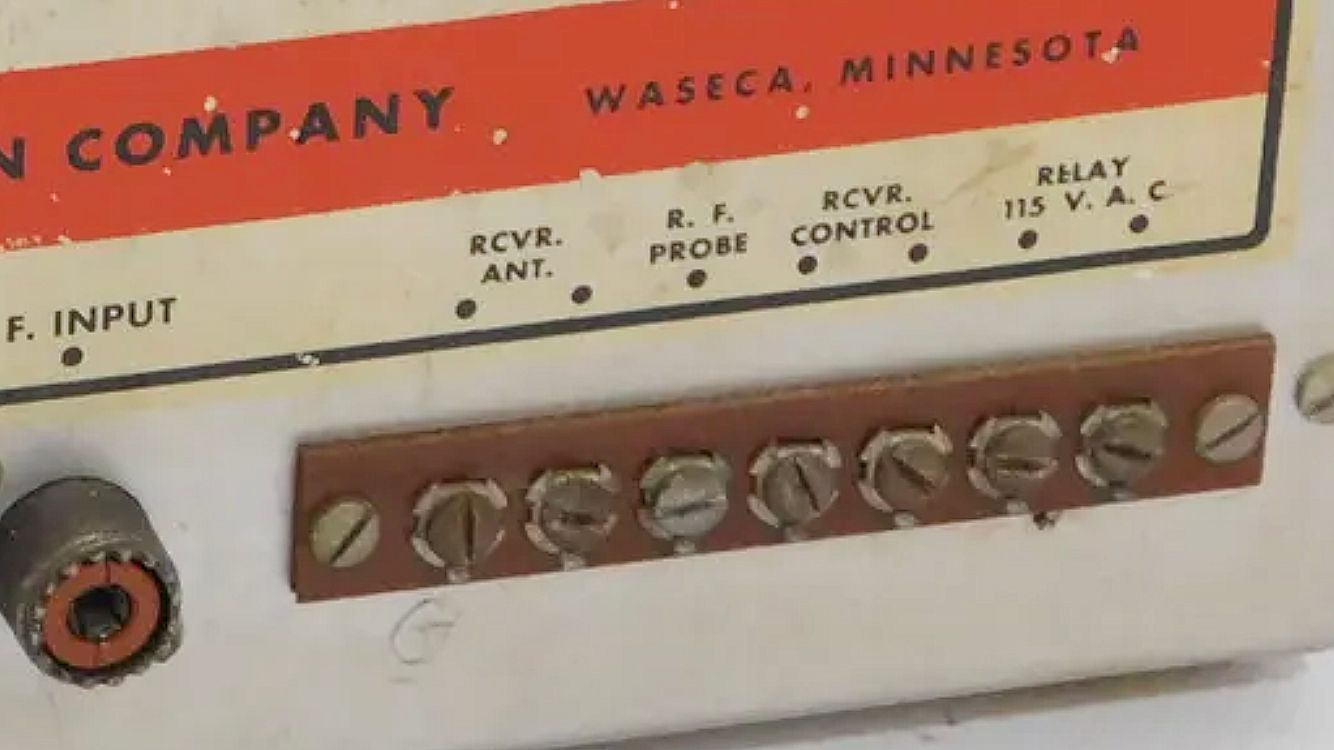 N COMPANY WASECA, MINNESOTA
RCVR.
ANT.
R. F.
PROBE
RCVR.
CONTROL
RELAY
115 V. A. C.
F. INPUT
G